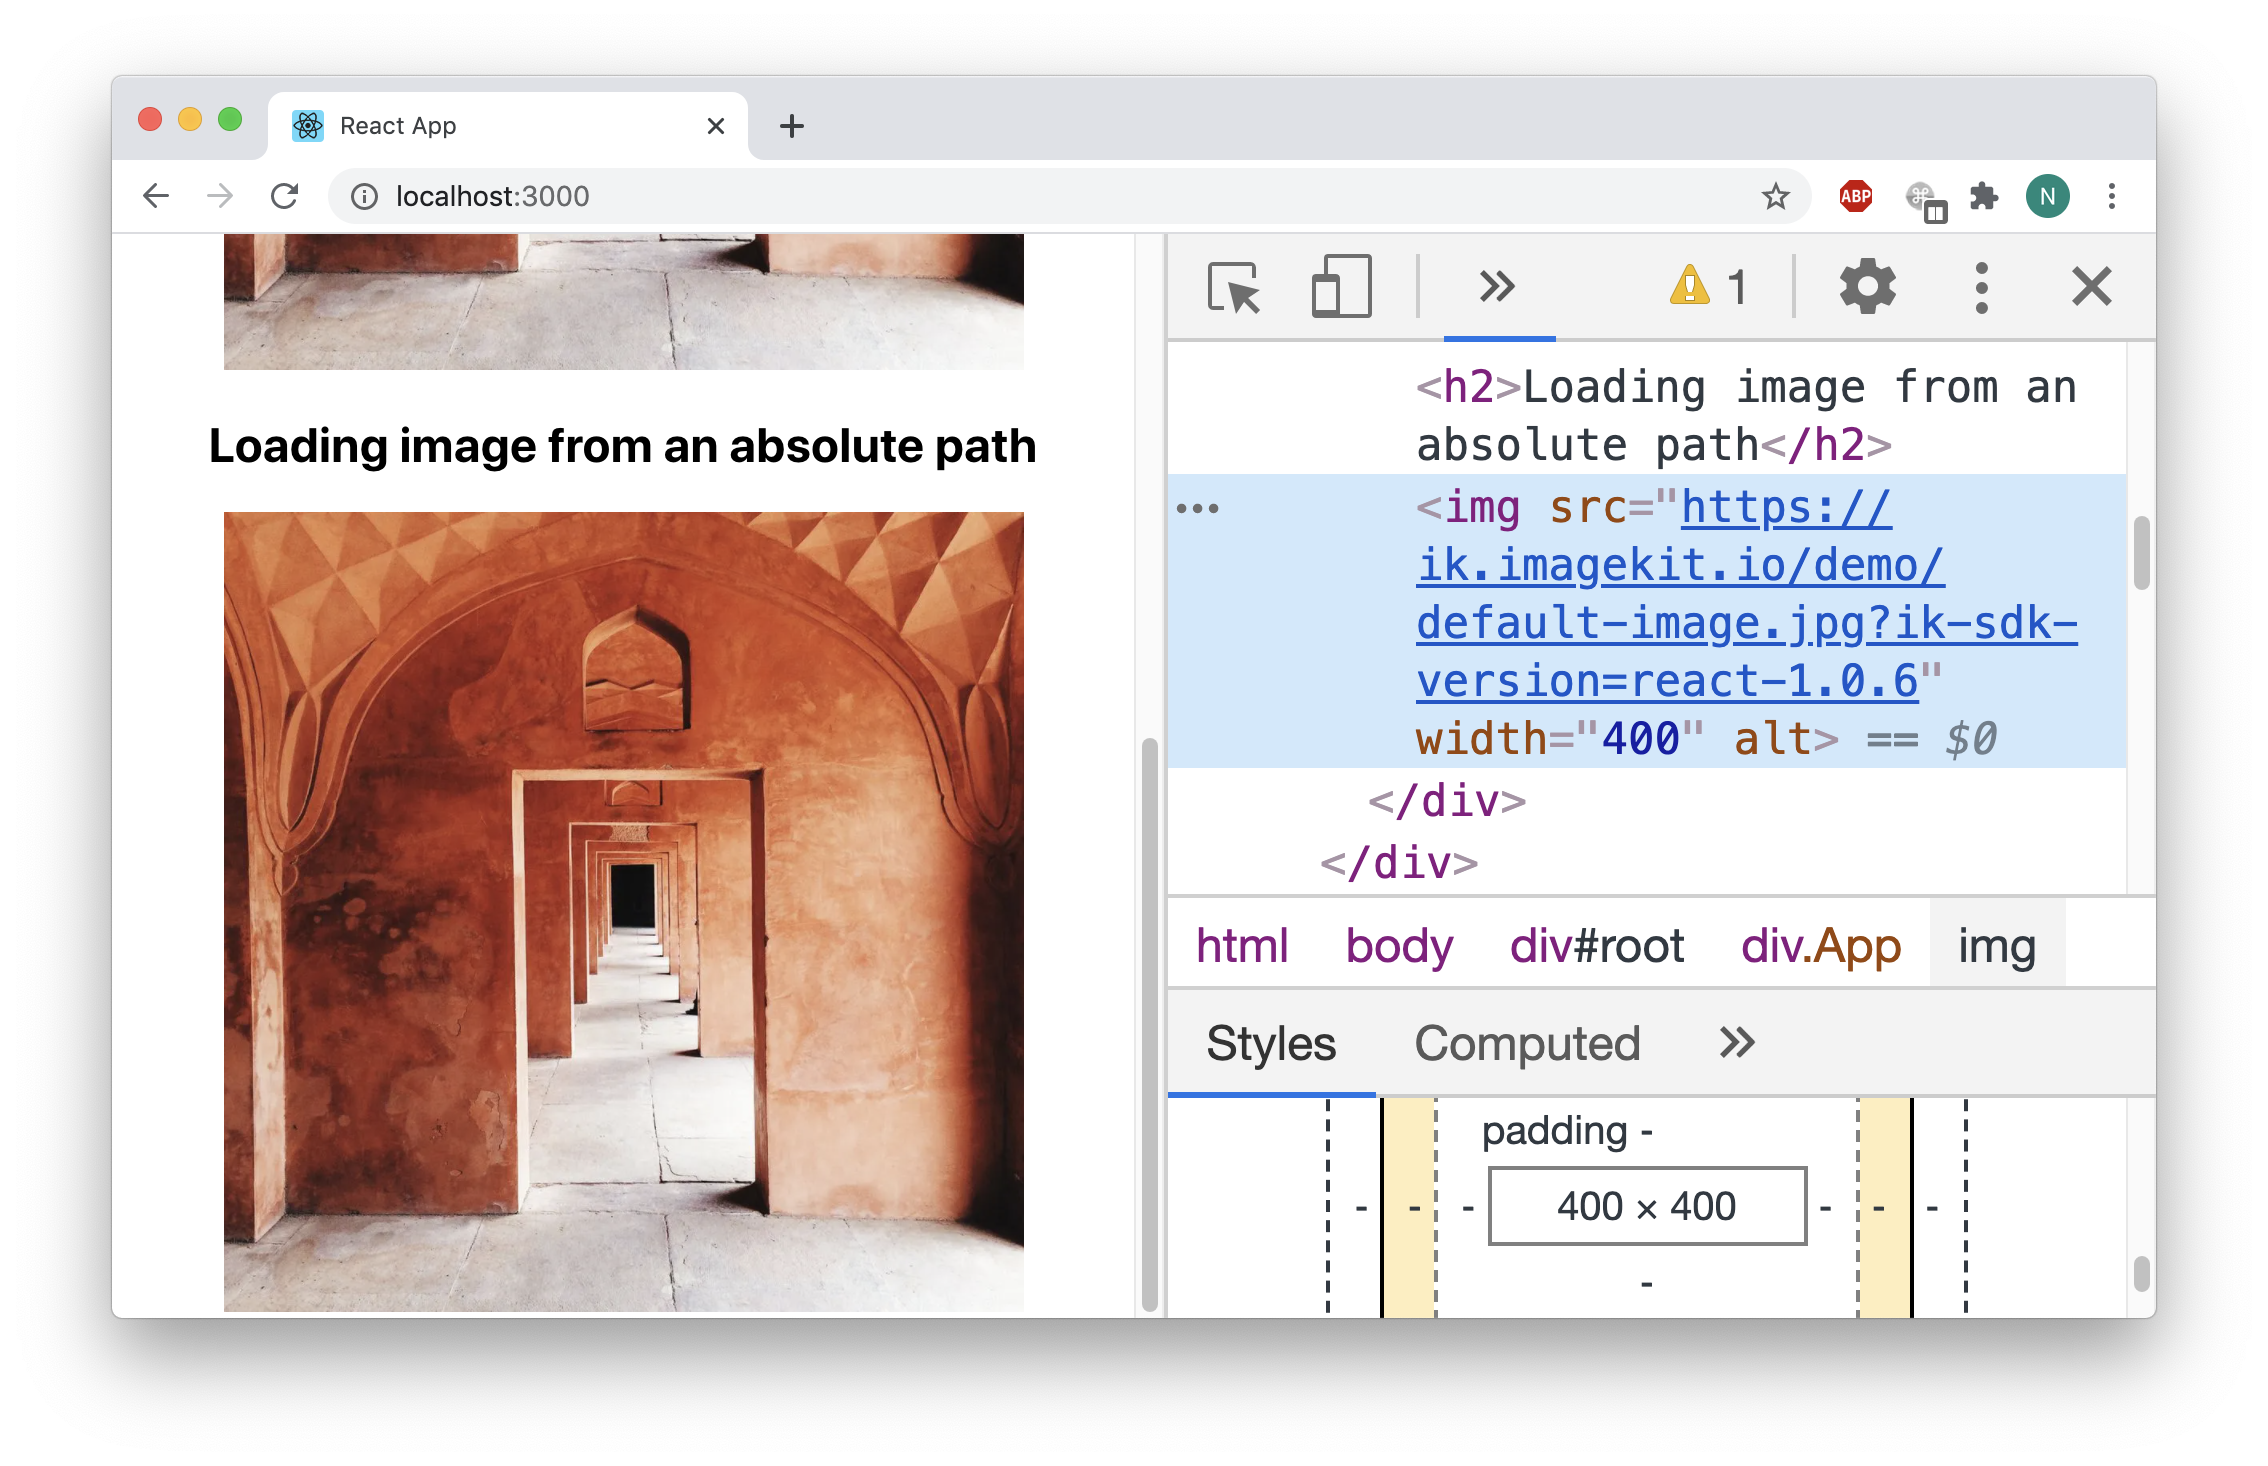 React App
localhost:3000
ABP
N
1
Loading image from an absolute path
<h2>Loading image from an
absolute path</h2>
<img src="https://
ik.imagekit.io/demo/
default-image.jpg?ik-sdk-
version=react-1.0.6"
width="400" alt> == $0
</div>
</div>
html body div#root div.App img
Styles Computed
padding -
- - - 400 × 400 - - -
-